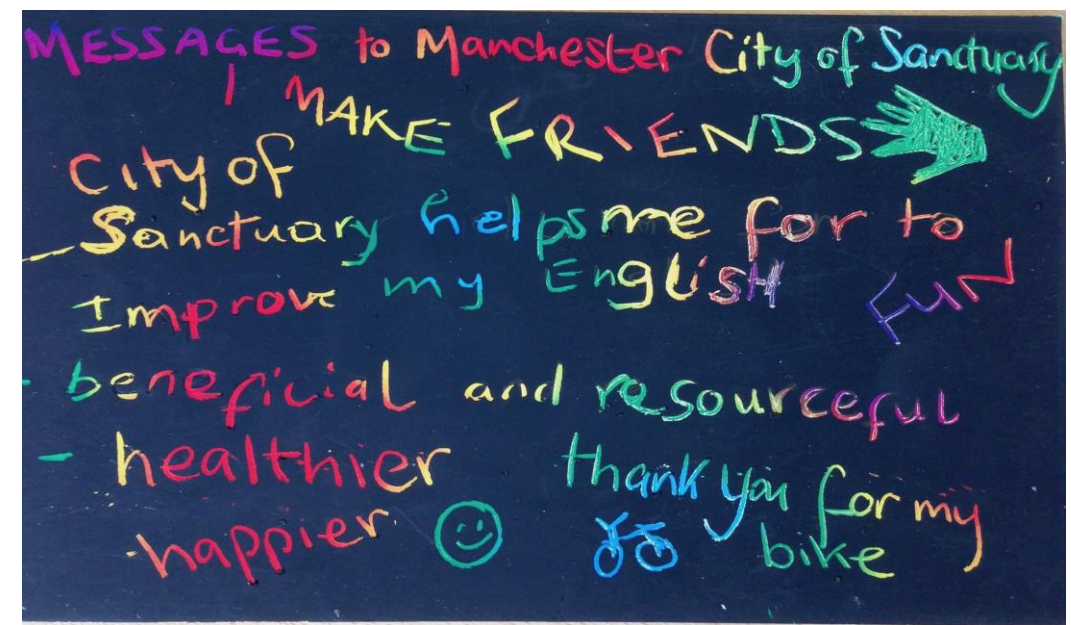 MESSAGES to Manchester City of Sanctuary
MAKE FRIENDS
City of
Sanctuary helps me for to
Improve my English
FUN
- beneficial and resourceful
- healthier
happier
thank you for my
bike